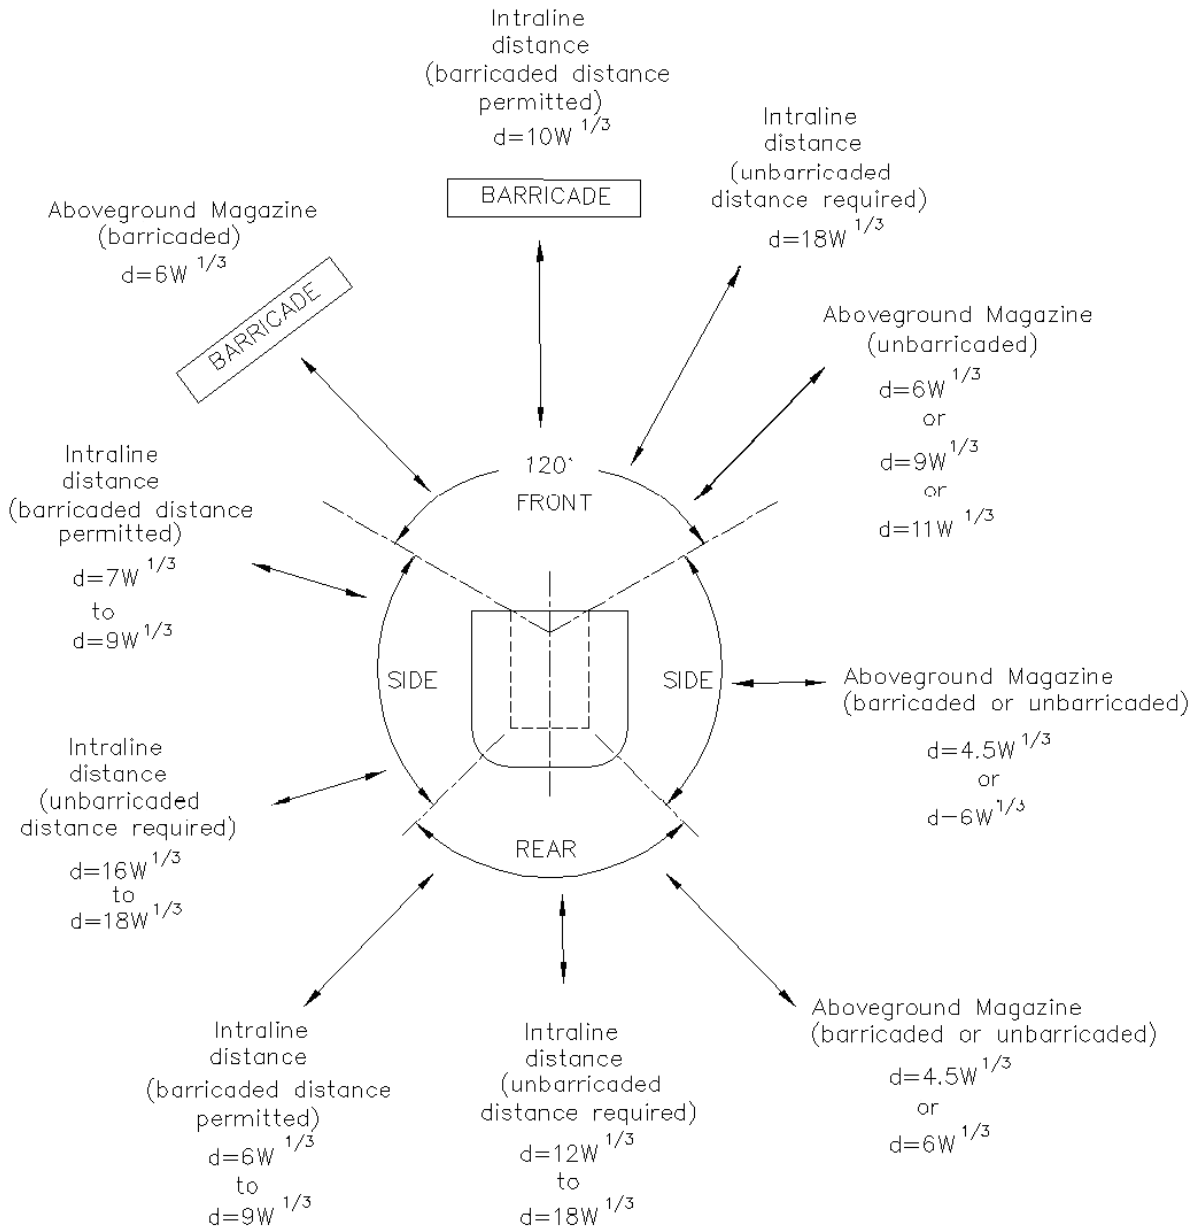 Intraline
distance
(barricaded distance
permitted)
d=10W 1/3
BARRICADE
Intraline
distance
(unbarricaded
distance required)
d=18W 1/3
Aboveground Magazine
(barricaded)
d=6W 1/3
BARRICADE
Aboveground Magazine
(unbarricaded)
d=6W 1/3
or
d=9W 1/3
or
d=11W 1/3
120°
FRONT
Intraline
distance
(barricaded distance
permitted)
d=7W 1/3
to
d=9W 1/3
SIDE
SIDE
Aboveground Magazine
(barricaded or unbarricaded)
d=4.5W 1/3
or
d−6W 1/3
Intraline
distance
(unbarricaded
distance required)
d=16W 1/3
to
d=18W 1/3
REAR
Intraline
distance
(barricaded distance
permitted)
d=6W 1/3
to
d=9W 1/3
Intraline
distance
(unbarricaded
distance required)
d=12W 1/3
to
d=18W 1/3
Aboveground Magazine
(barricaded or unbarricaded)
d=4.5W 1/3
or
d=6W 1/3